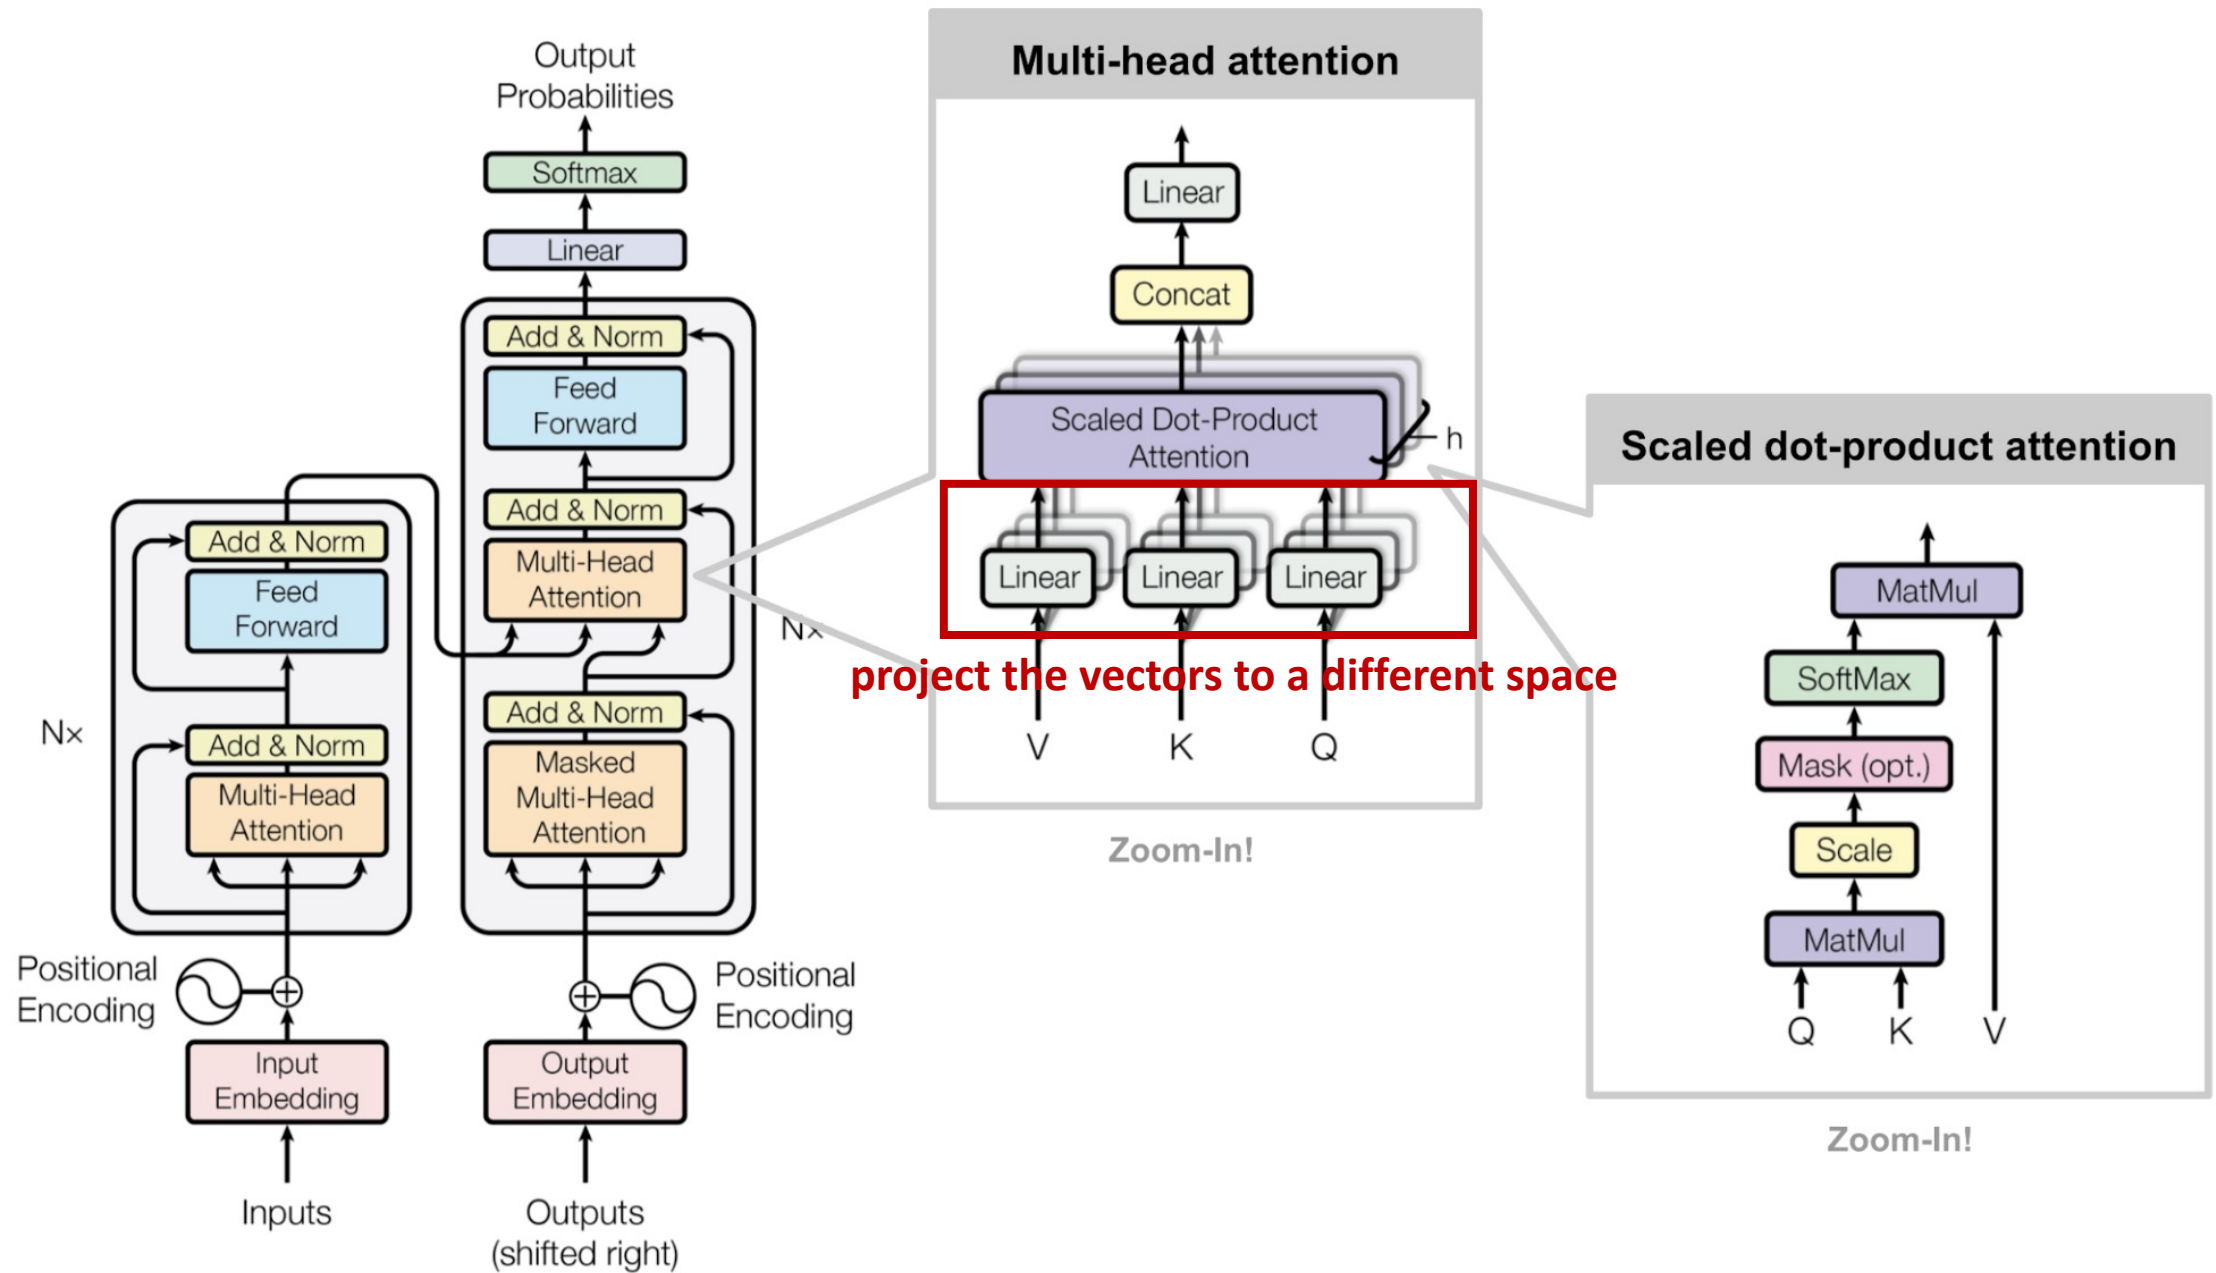 Output
Probabilities
Softmax
Linear
Add & Norm
Feed
Forward
Add & Norm
Multi-Head
Attention
Nx
Add & Norm
Masked
Multi-Head
Attention
Positional
Encoding
Output
Embedding
Outputs
(shifted right)
Add & Norm
Feed
Forward
Nx
Add & Norm
Multi-Head
Attention
Positional
Encoding
Input
Embedding
Inputs
Multi-head attention
Linear
Concat
Scaled Dot-Product
Attention
h
Linear Linear Linear
project the vectors to a different space
V K Q
Zoom-In!
Scaled dot-product attention
MatMul
SoftMax
Mask (opt.)
Scale
MatMul
Q K V
Zoom-In!